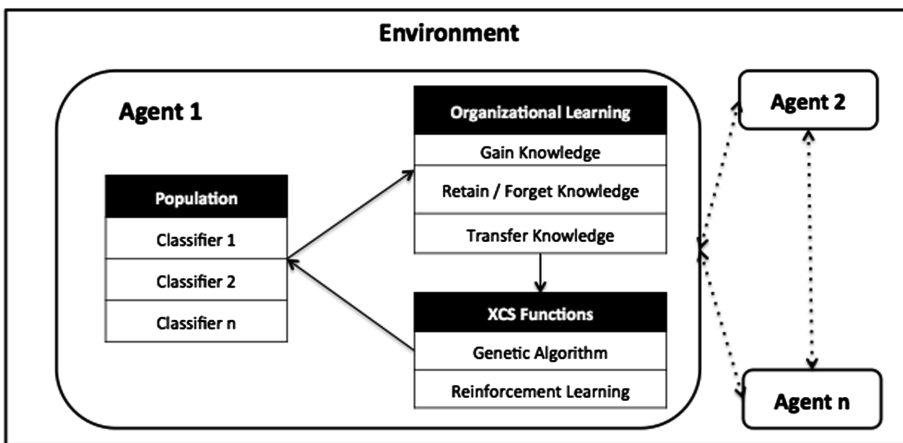 Environment
Agent 1
Population
Classifier 1
Classifier 2
Classifier n
Organizational Learning
Gain Knowledge
Retain / Forget Knowledge
Transfer Knowledge
XCS Functions
Genetic Algorithm
Reinforcement Learning
Agent 2
Agent n